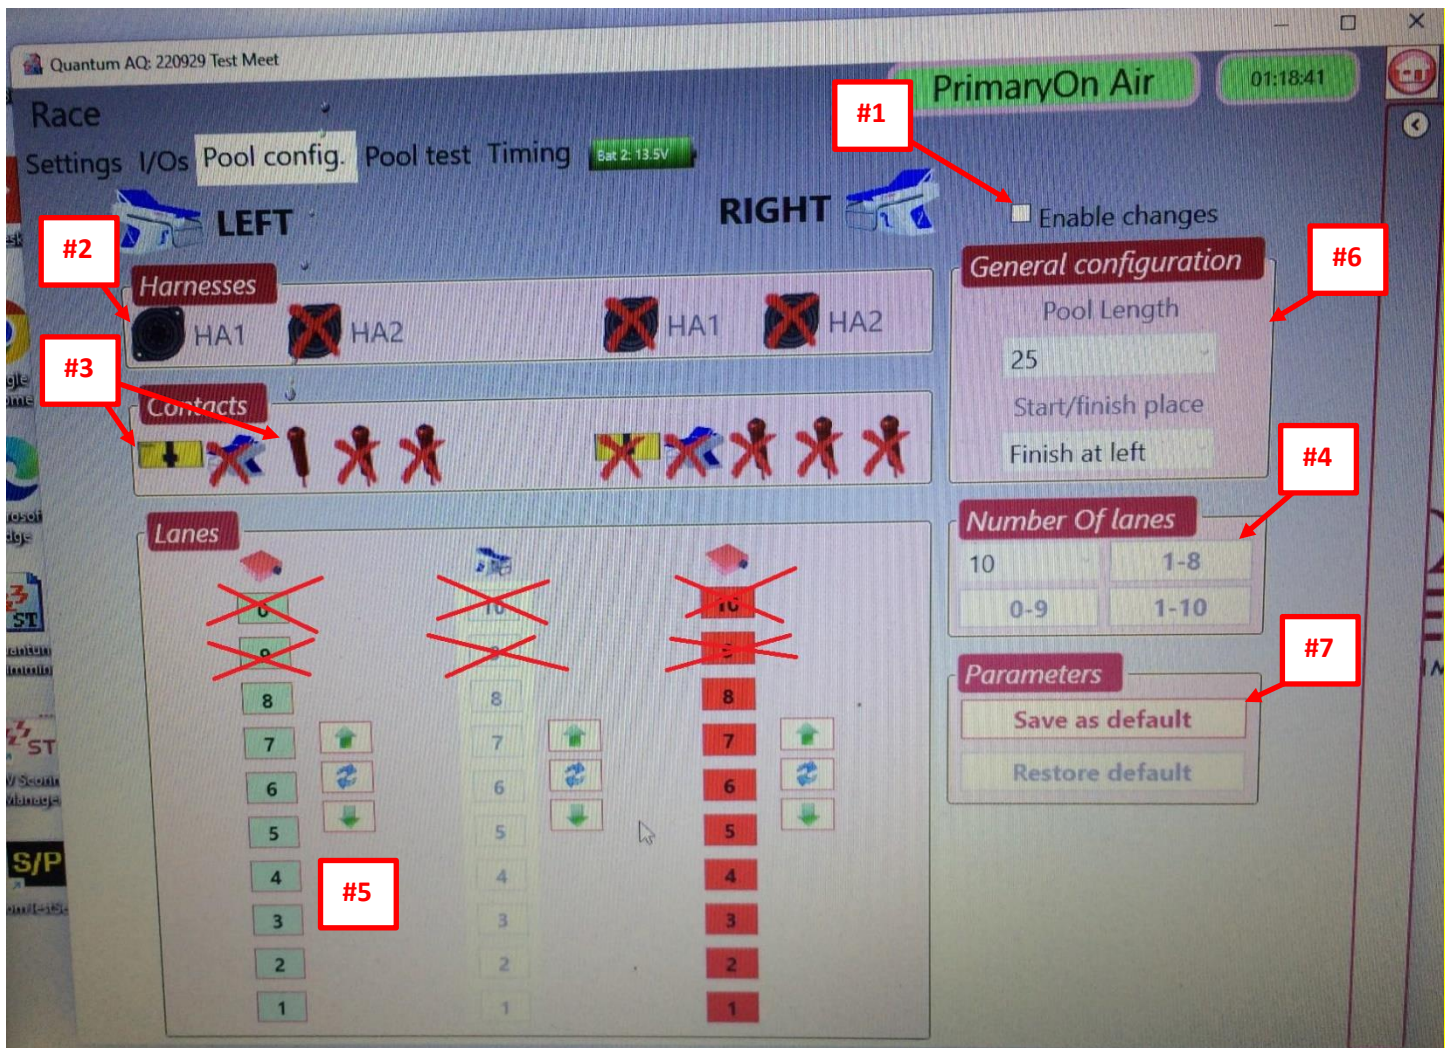 Quantum AQ: 220929 Test Meet
PrimaryOn Air
01:18:41
Race
#1
Settings I/Os Pool config. Pool test Timing
Bat 2: 13.5V
LEFT
RIGHT
Enable changes
#2
#6
Harnesses
General configuration
HA1
HA2
HA1
HA2
Pool Length
25
#3
Contacts
Start/finish place
Finish at left
#4
Lanes
Number Of lanes
10
1-8
0-9
1-10
10
10
#7
Parameters
Save as default
Restore default
8 8 8
7 7 7
6 6 6
5 5 5
#5
4 4 4
3 3 3
2 2 2
1 1 1
ST
ST
S/P